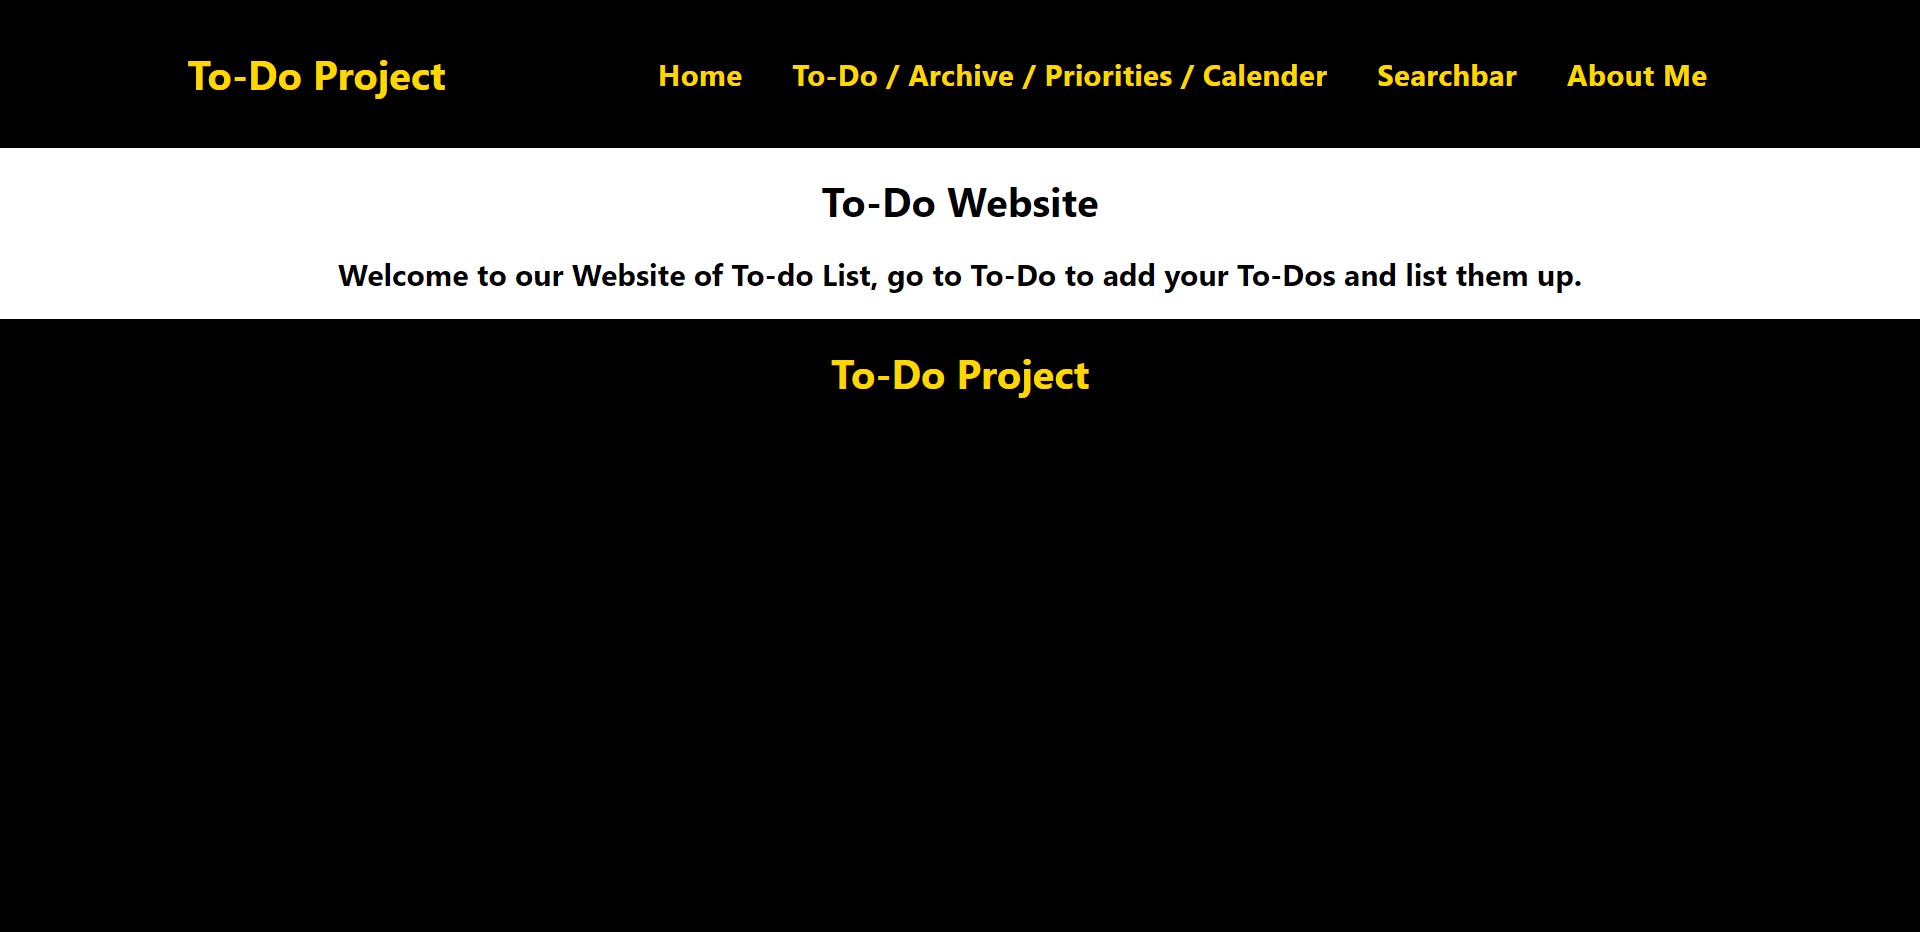 To-Do Project Home To-Do / Archive / Priorities / Calender Searchbar About Me
To-Do Website
Welcome to our Website of To-do List, go to To-Do to add your To-Dos and list them up.
To-Do Project